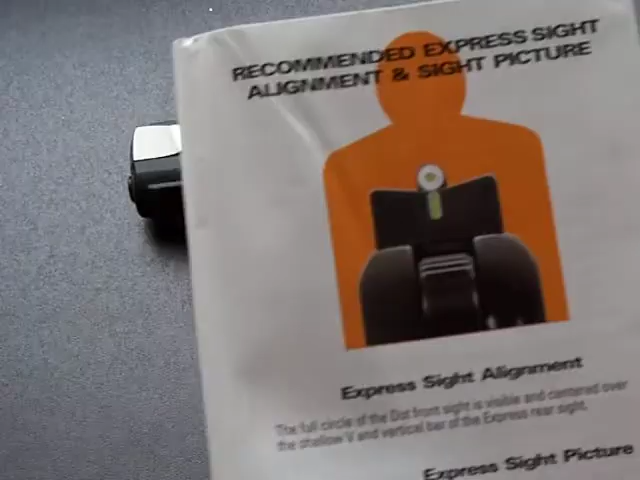 RECOMMENDED EXPRESS SIGHT
ALIGNMENT & SIGHT PICTURE
Express Sight Alignment
The full circle of the Dot front sight is visible and centered over
the shallow V and vertical bar of the Express rear sight.
Express Sight Picture